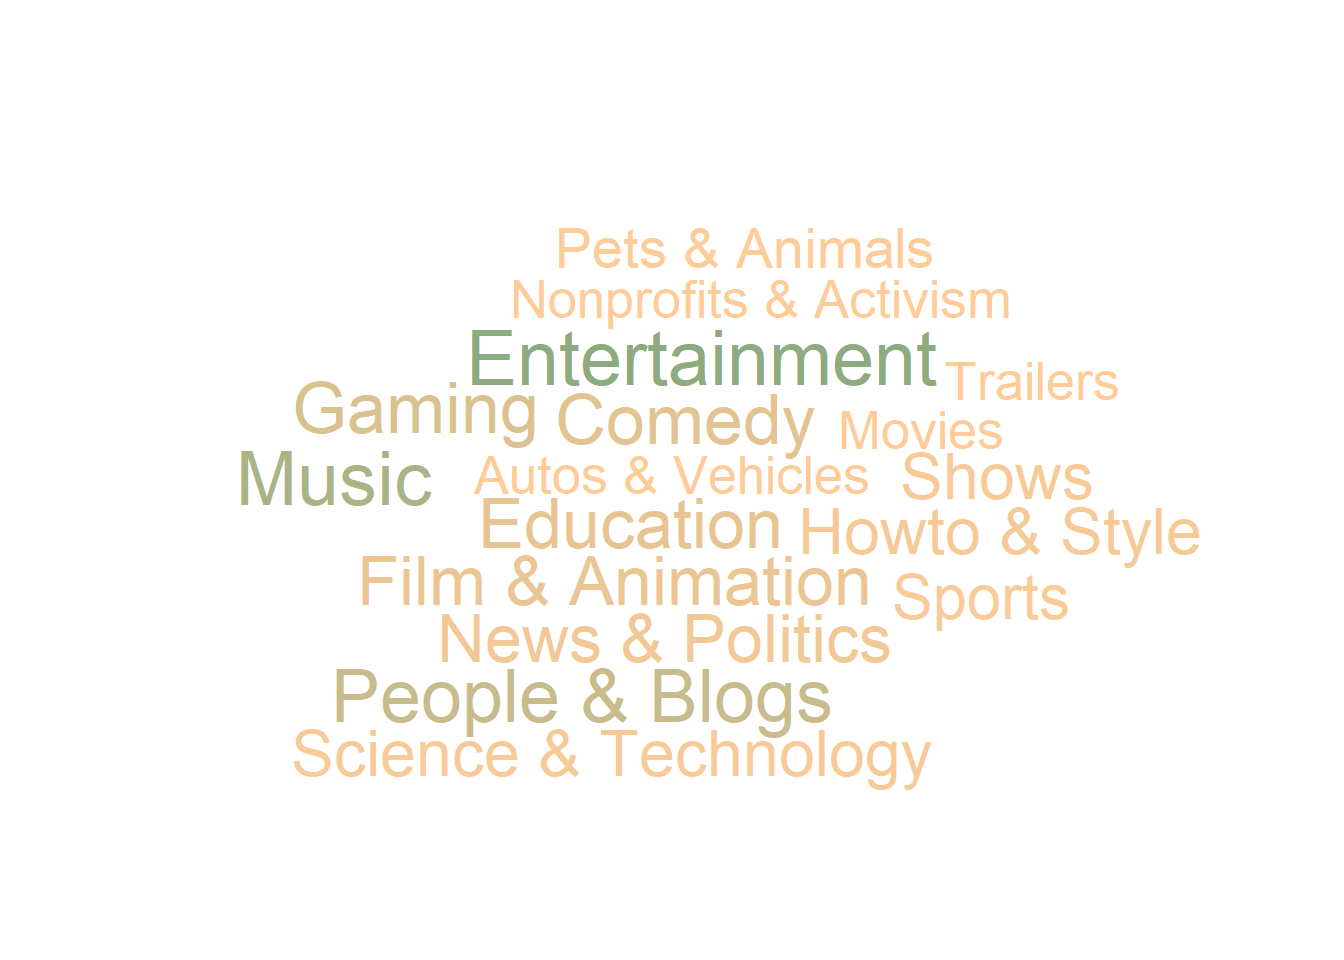 Pets & Animals
Nonprofits & Activism
Entertainment
Trailers
Gaming
Comedy
Movies
Music
Autos & Vehicles
Shows
Education
Howto & Style
Film & Animation
Sports
News & Politics
People & Blogs
Science & Technology